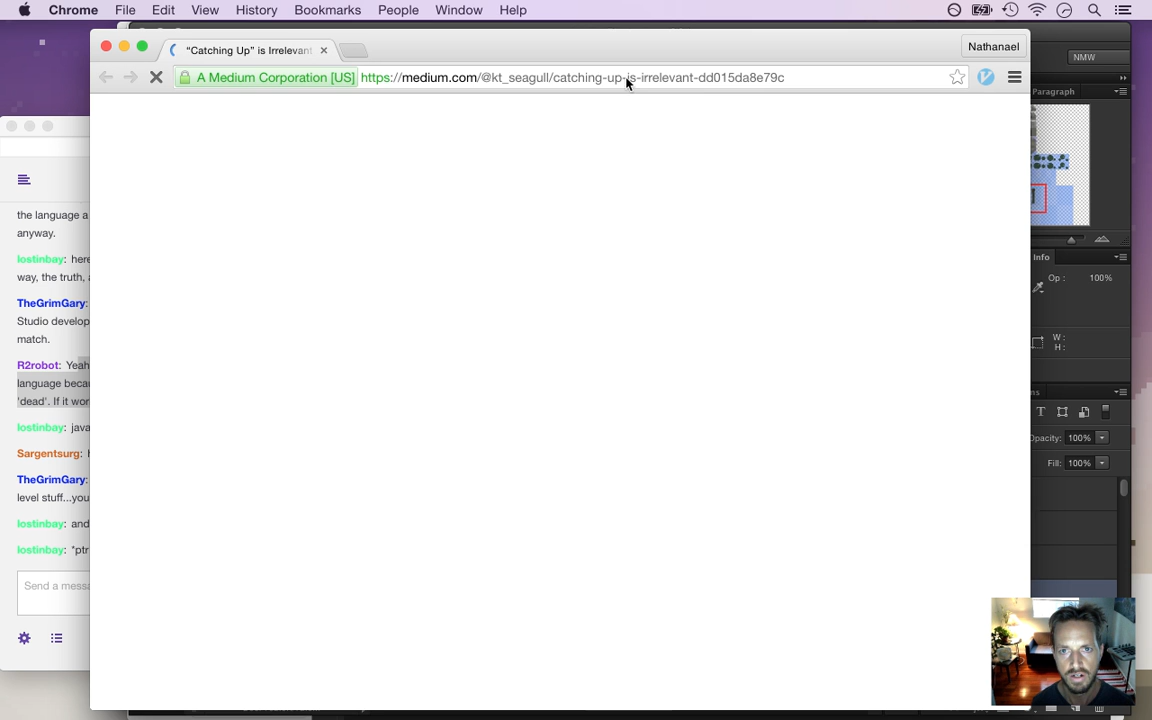 Chrome File Edit View History Bookmarks People Window Help
"Catching Up" is Irrelevant
Nathanael
A Medium Corporation [US] https://medium.com/@kt_seagull/catching-up-is-irrelevant-dd015da8e79c
NMW
Paragraph
Info
Op : 100%
W :
H :
Opacity: 100%
Fill: 100%
the language a
anyway.
lostinbay: here
way, the truth,
TheGrimGary:
Studio develop
match.
R2robot: Yeah
language becau
'dead'. If it wor
lostinbay: java
Sargentsurg:
TheGrimGary:
level stuff...you
lostinbay: and
lostinbay: *ptr
Send a messa